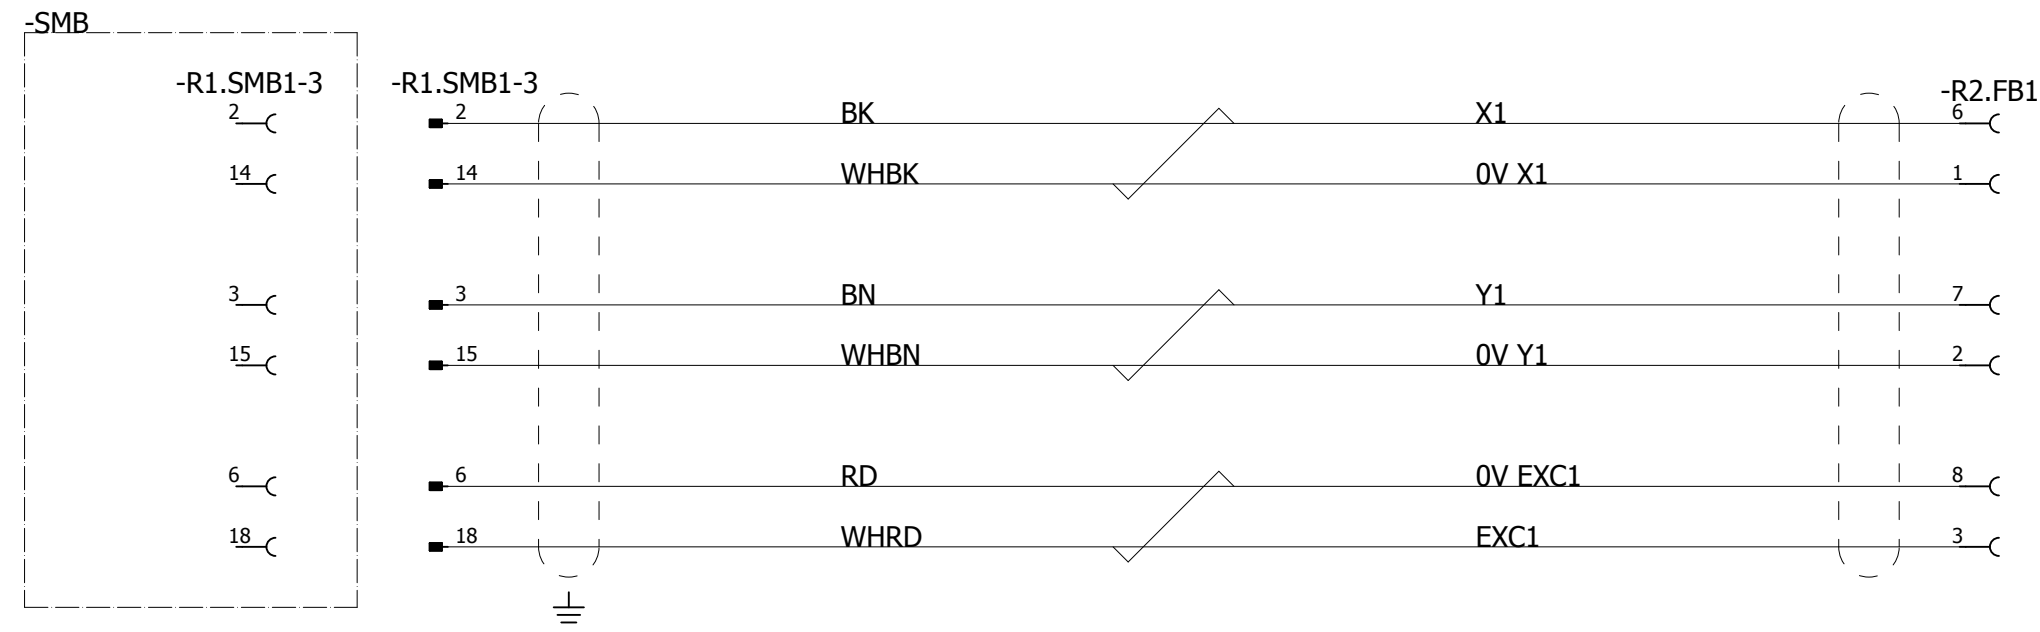 -SMB
-R1.SMB1-3 -R1.SMB1-3 -R2.FB1
2 2 BK X1 6
14 14 WHBK 0V X1 1
3 3 BN Y1 7
15 15 WHBN 0V Y1 2
6 6 RD 0V EXC1 8
18 18 WHRD EXC1 3